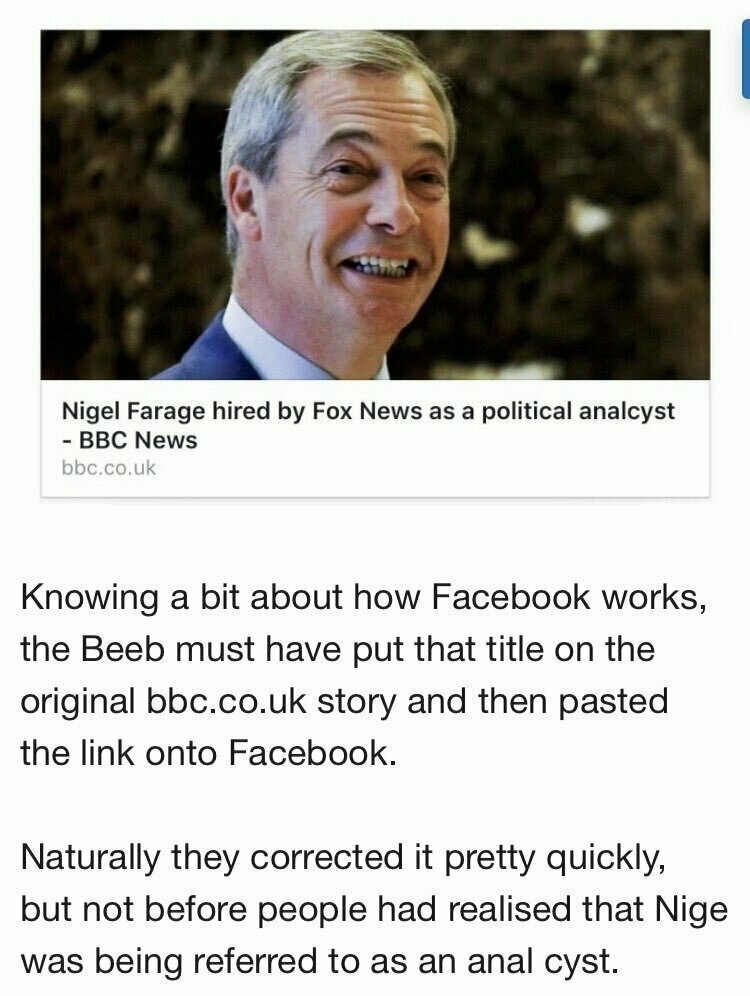 Nigel Farage hired by Fox News as a political analcyst
- BBC News
bbc.co.uk
Knowing a bit about how Facebook works,
the Beeb must have put that title on the
original bbc.co.uk story and then pasted
the link onto Facebook.
Naturally they corrected it pretty quickly,
but not before people had realised that Nige
was being referred to as an anal cyst.